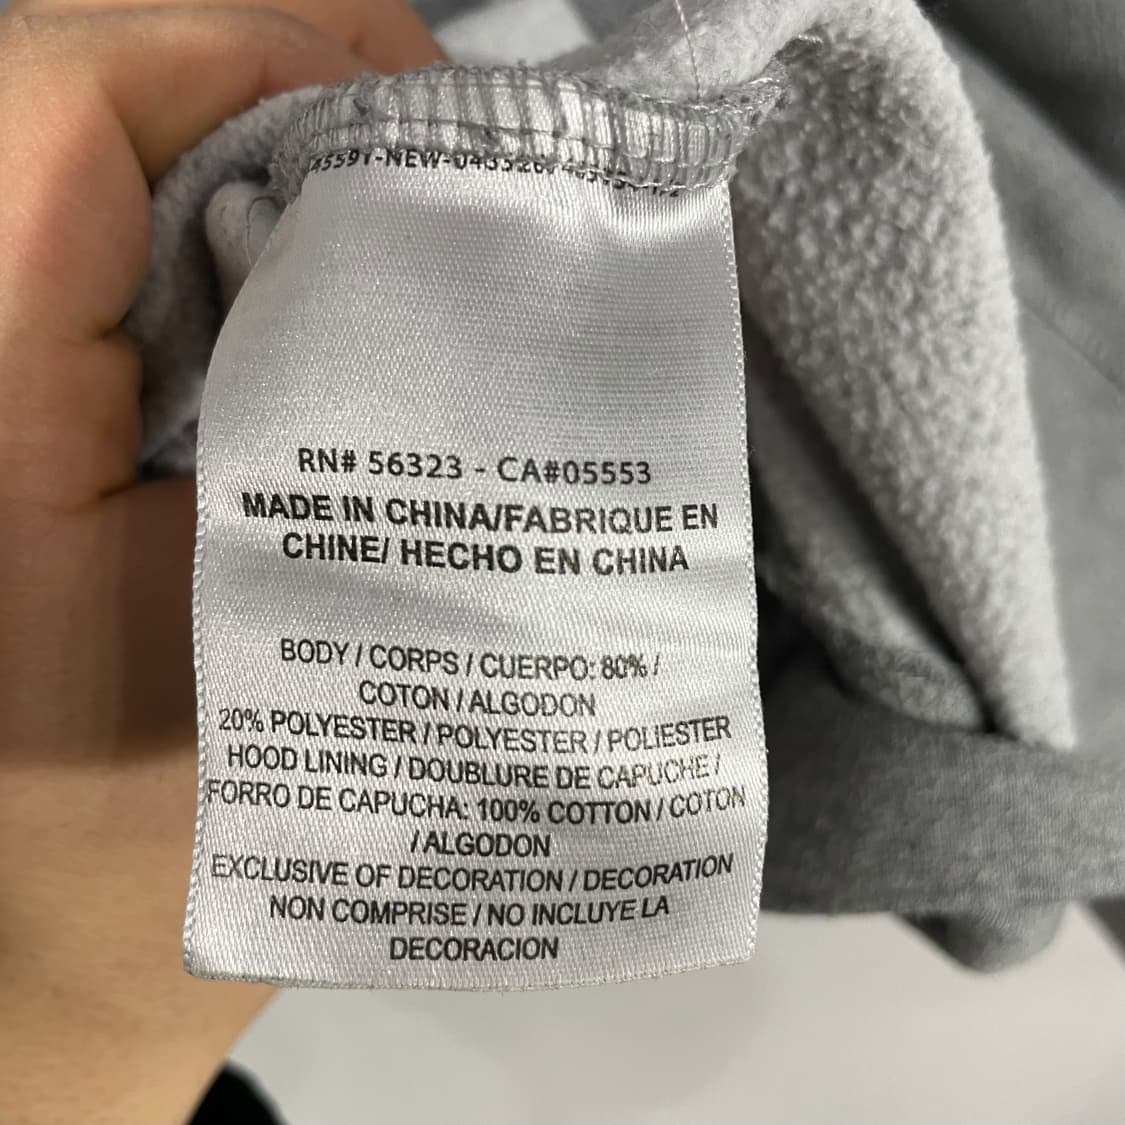 RN# 56323 - CA#05553
MADE IN CHINA/FABRIQUE EN
CHINE/ HECHO EN CHINA
BODY / CORPS / CUERPO: 80% /
COTON / ALGODON
20% POLYESTER / POLYESTER / POLIESTER
HOOD LINING / DOUBLURE DE CAPUCHE /
FORRO DE CAPUCHA: 100% COTTON / COTON
/ ALGODON
EXCLUSIVE OF DECORATION / DECORATION
NON COMPRISE / NO INCLUYE LA
DECORACION